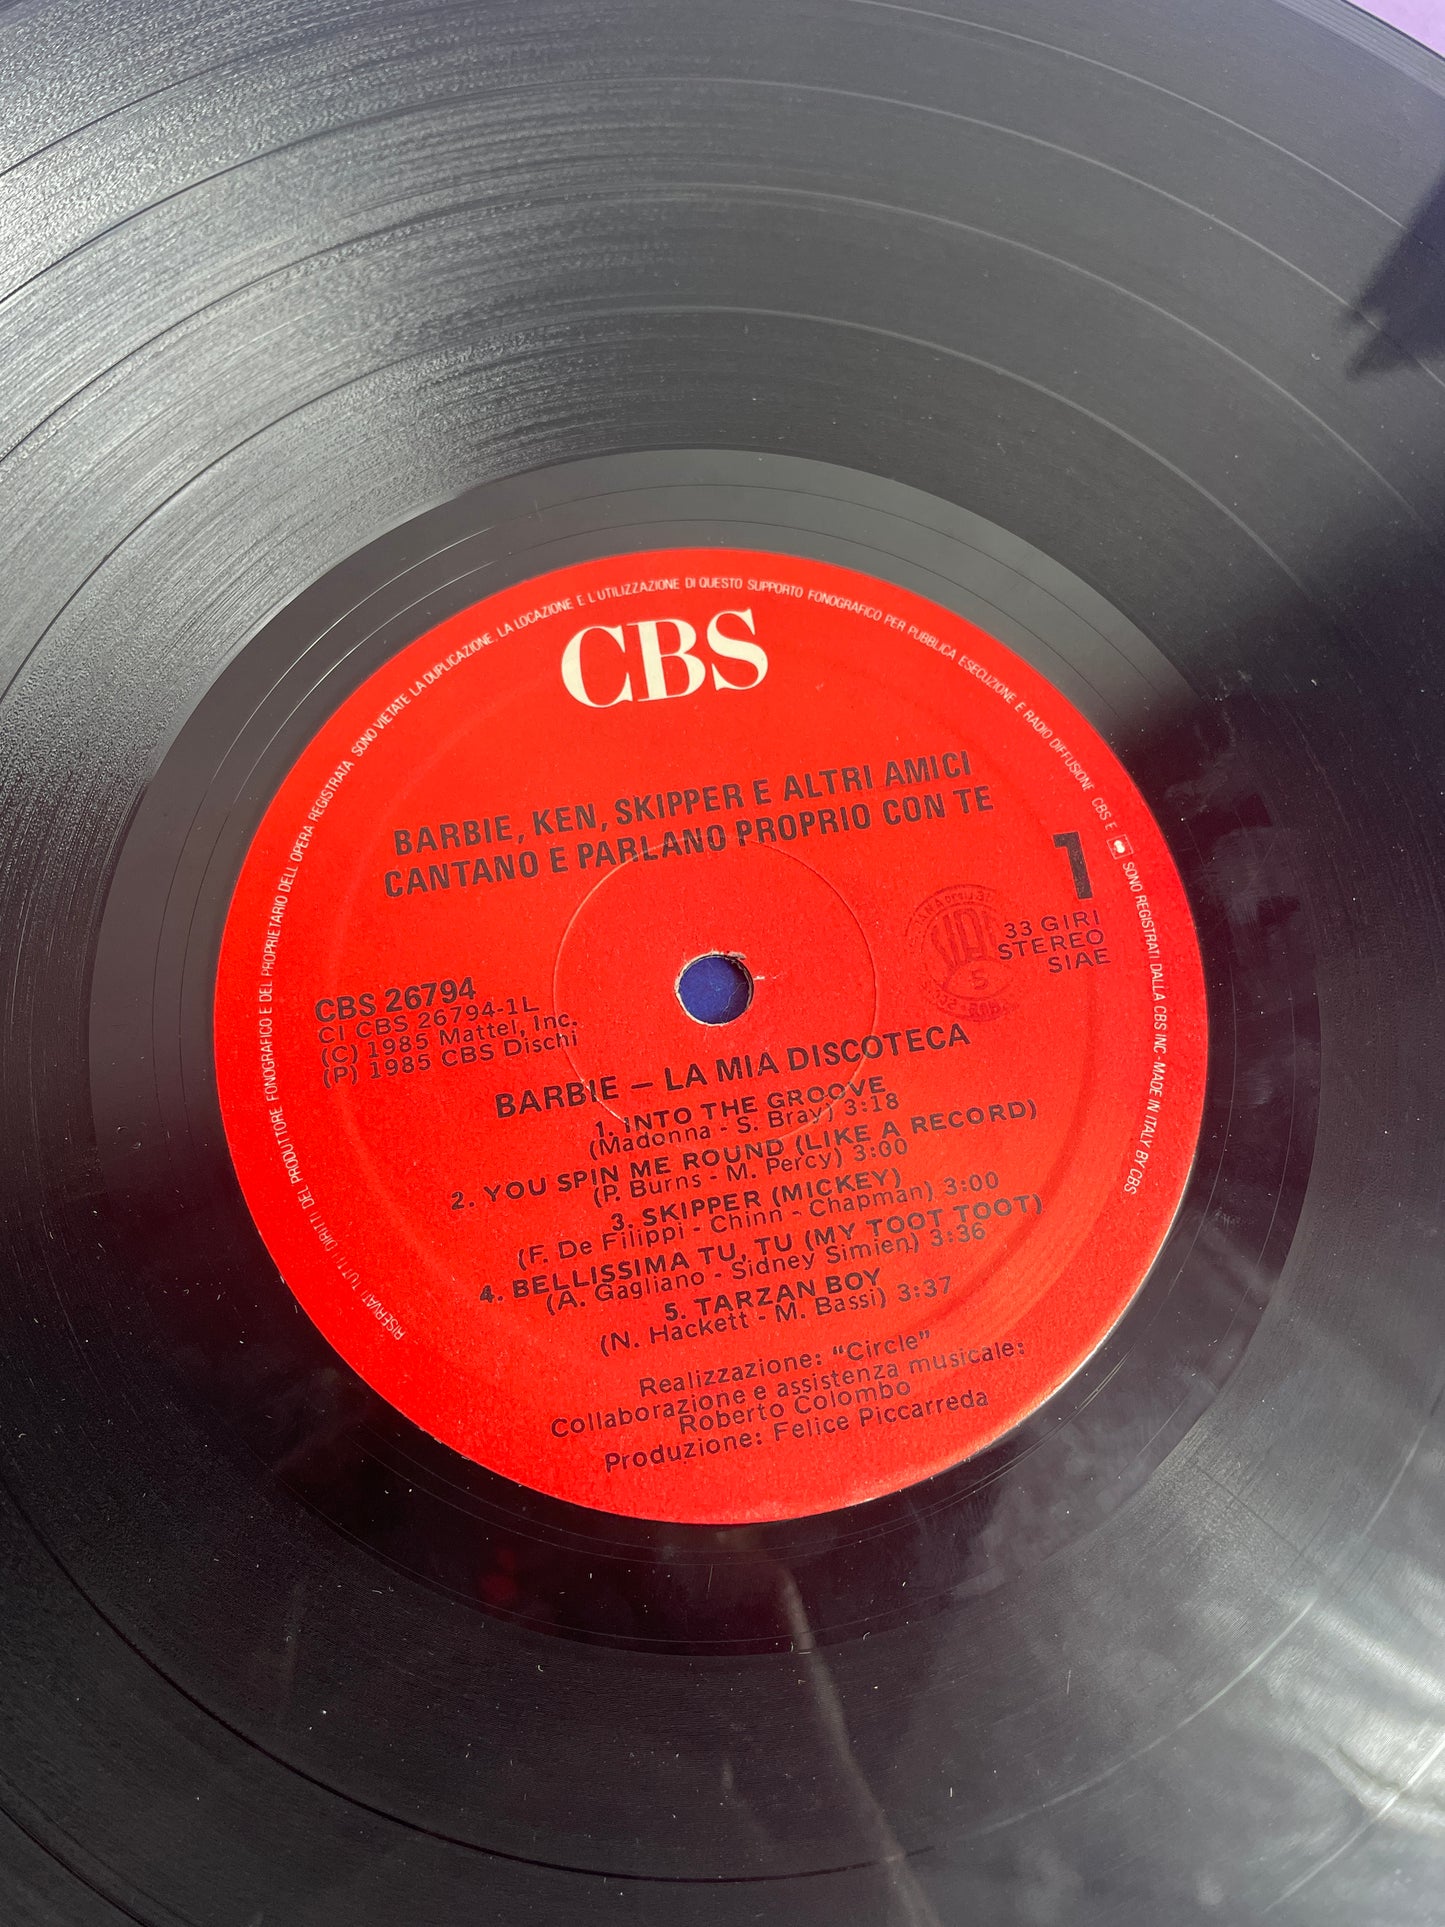 CBS
BARBIE, KEN, SKIPPER E ALTRI AMICI
CANTANO E PARLANO PROPRIO CON TE
1
33 GIRI
STEREO
SIAE
5
CBS 26794
CI CBS 26794-1L
(C) 1985 Mattel, Inc.
(P) 1985 CBS Dischi
BARBIE – LA MIA DISCOTECA
1. INTO THE GROOVE
(Madonna - S. Bray) 3:18
2. YOU SPIN ME ROUND (LIKE A RECORD)
(P. Burns - M. Percy) 3:00
3. SKIPPER (MICKEY)
(F. De Filippi - Chinn - Chapman) 3:00
4. BELLISSIMA TU, TU (MY TOOT TOOT)
(A. Gagliano - Sidney Simien) 3:36
5. TARZAN BOY
(N. Hackett - M. Bassi) 3:37
Realizzazione: "Circle"
Collaborazione e assistenza musicale:
Roberto Colombo
Produzione: Felice Piccarreda
RISERVATI TUTTI I DIRITTI DEL PRODUTTORE FONOGRAFICO E DEL PROPRIETARIO DELL'OPERA REGISTRATA SONO VIETATE LA DUPLICAZIONE, LA LOCAZIONE E L'UTILIZZAZIONE DI QUESTO SUPPORTO FONOGRAFICO PER PUBBLICA ESECUZIONE E RADIO DIFFUSIONE CBS E SONO REGISTRATI DALLA CBS INC - MADE IN ITALY BY CBS